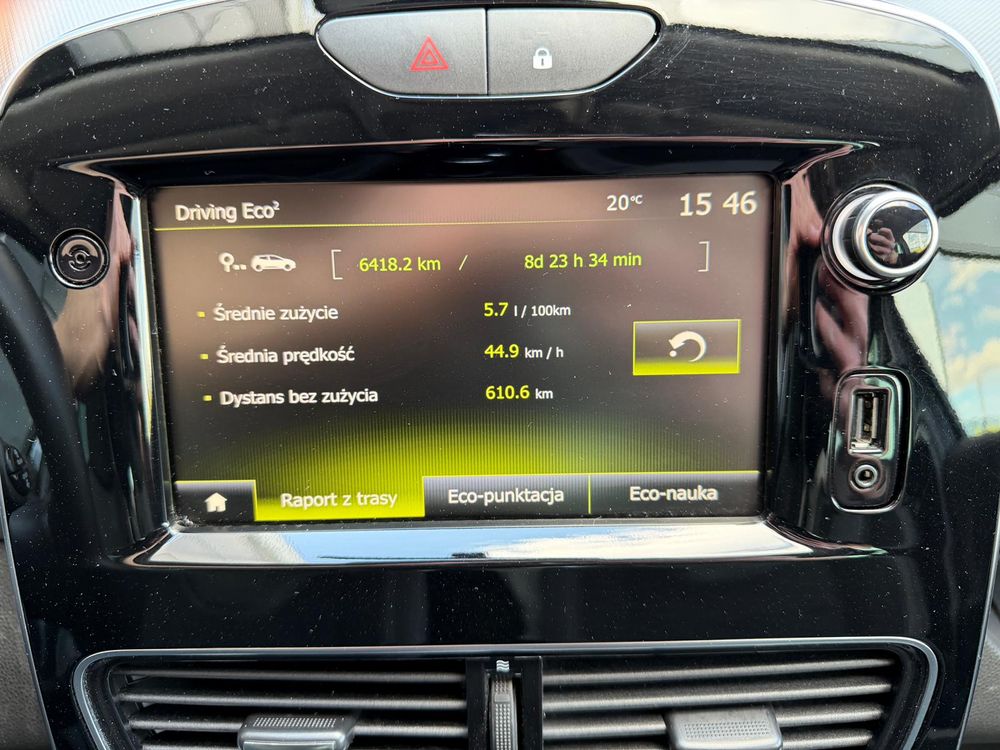 Driving Eco² 20°C 15 46
[ 6418.2 km / 8d 23 h 34 min ]
Średnie zużycie 5.7 l / 100km
Średnia prędkość 44.9 km / h
Dystans bez zużycia 610.6 km
Raport z trasy Eco-punktacja Eco-nauka